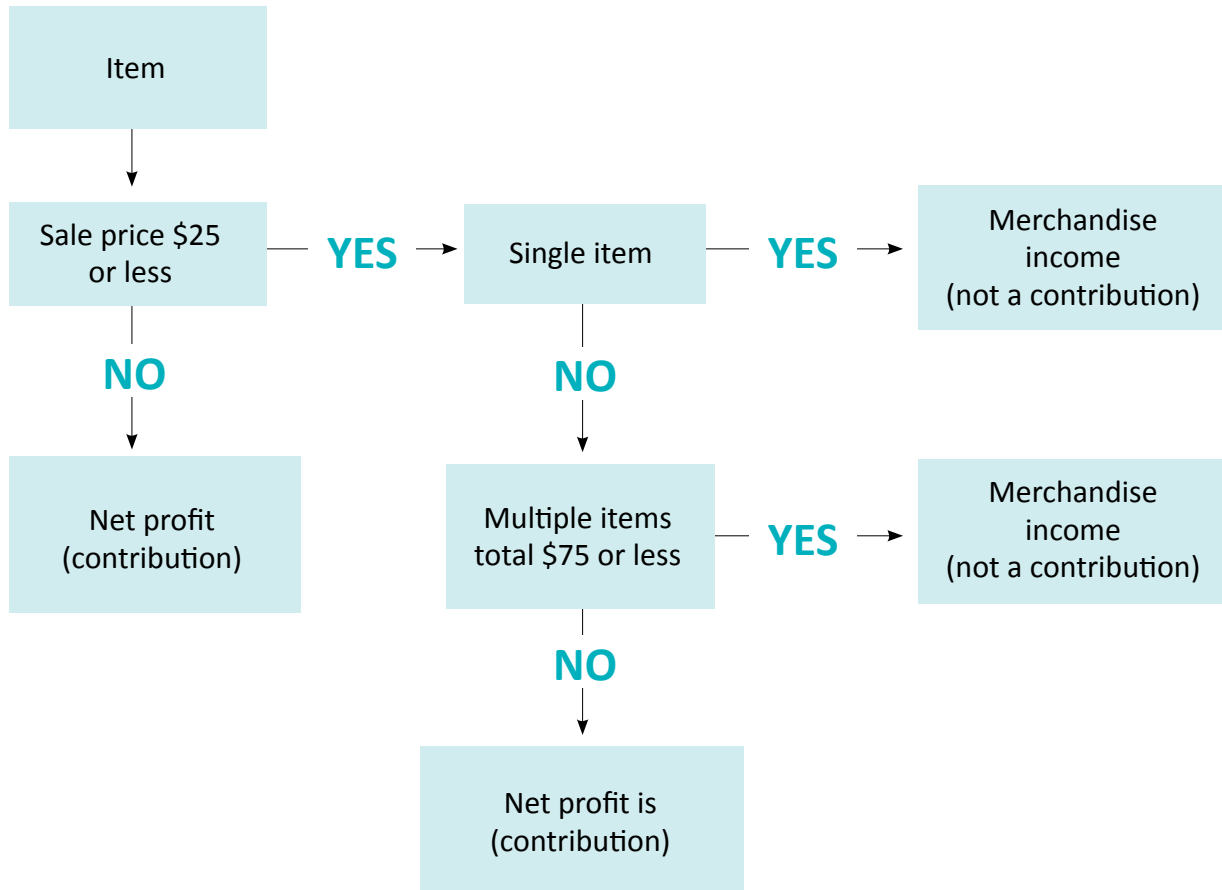 Item
Sale price $25
or less
YES
Single item
YES
Merchandise
income
(not a contribution)
NO
NO
Net profit
(contribution)
Multiple items
total $75 or less
YES
Merchandise
income
(not a contribution)
NO
Net profit is
(contribution)